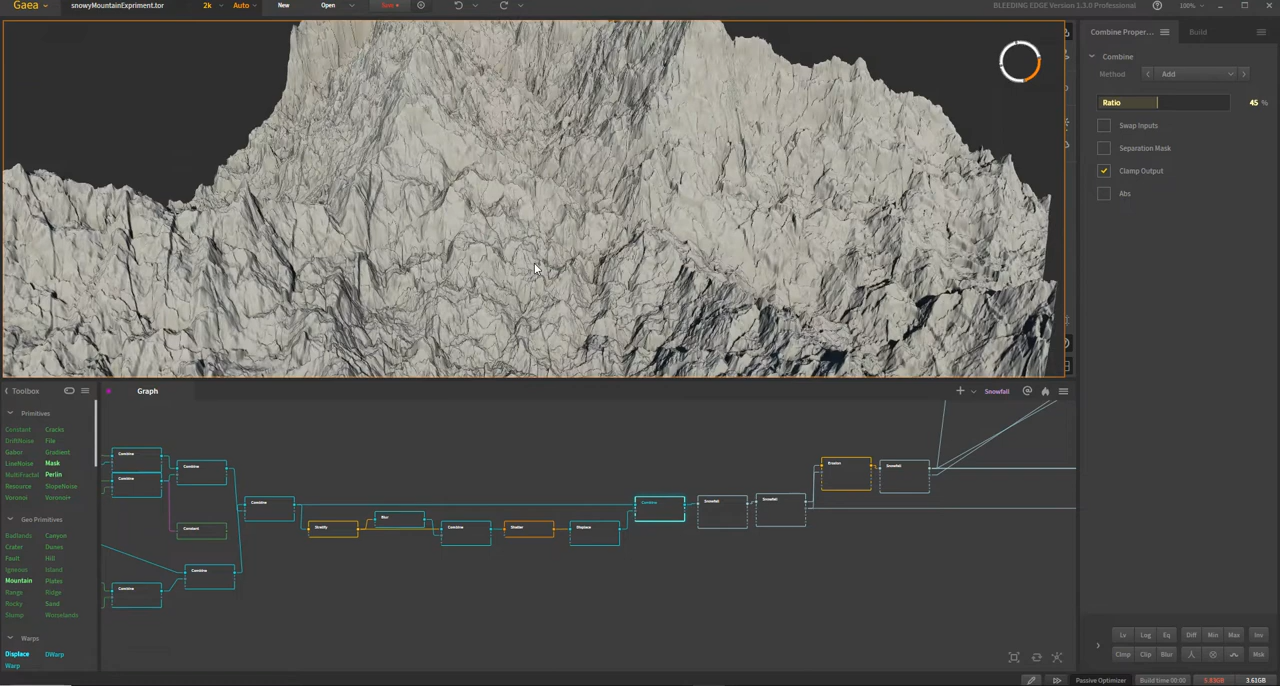 Gaea
snowyMountainExpriment.tor
2k
Auto
New
Open
Save
BLEEDING EDGE Version 1.3.0 Professional
100%
Combine Proper...
Build
Combine
Method
Add
Ratio
45 %
Swap Inputs
Separation Mask
Clamp Output
Abs
Toolbox
Graph
Snowfall
Primitives
Constant Cracks
DriftNoise File
Gabor Gradient
LineNoise Mask
MultiFractal Perlin
Resource SlopeNoise
Voronoi Voronoi+
Geo Primitives
Badlands Canyon
Crater Dunes
Fault Hill
Igneous Island
Mountain Plates
Range Ridge
Rocky Sand
Slump Worselands
Warps
Displace DWarp
Warp
Combine
Combine
Combine
Constant
Combine
Combine
Combine
Stratify
Blur
Combine
Shatter
Displace
Combine
Snowfall
Snowfall
Erosion
Snowfall
Lv Log Eq Diff Min Max Inv
Clmp Clip Blur Msk
Passive Optimizer
Build time 00:00
5.83GB
3.61GB